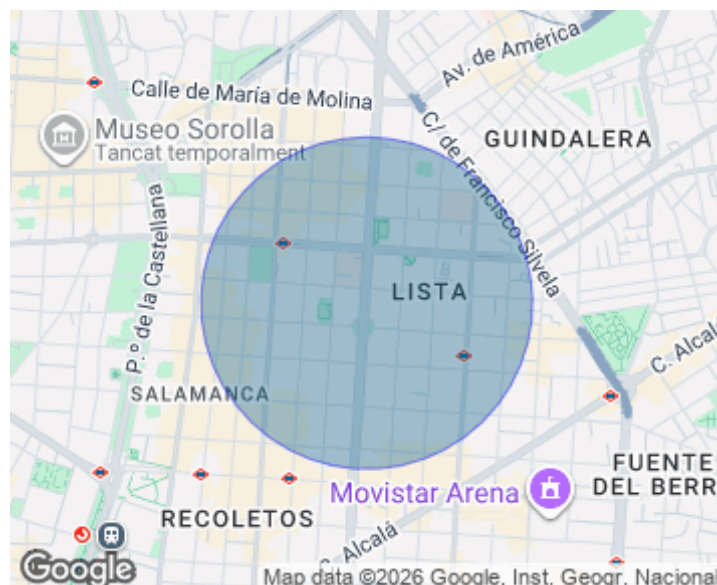 Av. de América
Calle de María de Molina
Museo Sorolla
Tancat temporalment
GUINDALERA
C/ de Francisco Silvela
P.º de la Castellana
LISTA
C. Alcalá
SALAMANCA
FUENTE
DEL BERR
Movistar Arena
RECOLETOS
C. Alcalá
Google
Map data ©2026 Google, Inst. Geogr. Nacional